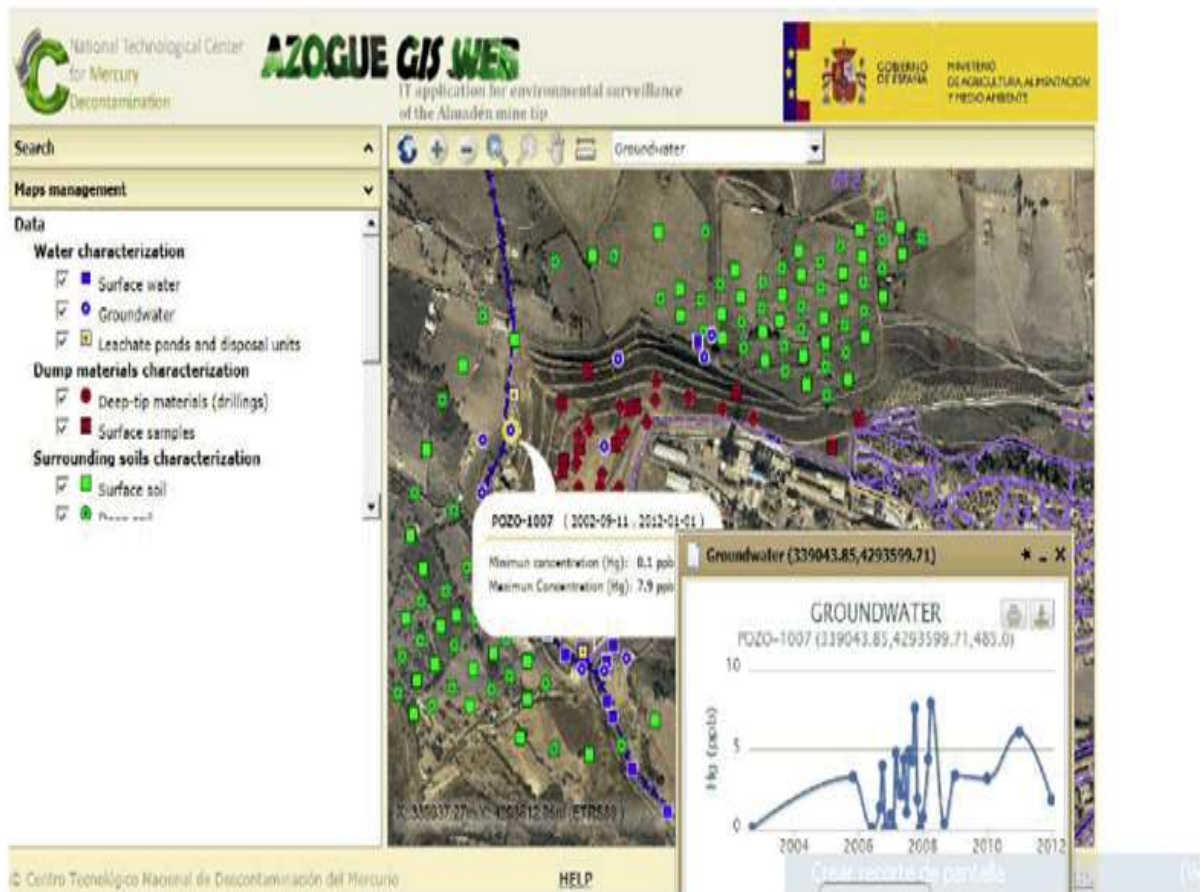 National Technological Center
for Mercury
Decontamination
AZOGUE GIS WEB
IT application for environmental surveillance
of the Almadén mine tip
GOBIERNO
DE ESPAÑA
MINISTERIO
DE AGRICULTURA, ALIMENTACIÓN
Y MEDIO AMBIENTE
Search
Groundwater
Maps management
Data
Water characterization
Surface water
Groundwater
Leachate ponds and disposal units
Dump materials characterization
Deep-tip materials (drillings)
Surface samples
Surrounding soils characterization
Surface soil
POZO-1007 ( 2002-09-11 , 2012-01-01 )
Minimun concentration (Hg): 0.1 ppb
Maximun Concentration (Hg): 7.9 ppb
Groundwater (339043.85,4293599.71)
GROUNDWATER
POZO-1007 (339043.85,4293599.71,485.0)
Hg (ppb)
10
5
0
2004 2006 2008 2010 2012
© Centro Tecnológico Nacional de Descontaminación del Mercurio
HELP
Crear reporte de pantalla